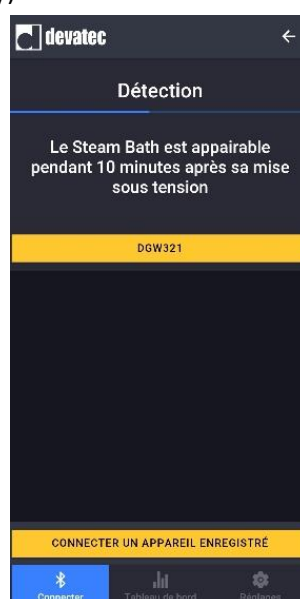 devatec
Détection
Le Steam Bath est appairable
pendant 10 minutes après sa mise
sous tension
DGW321
CONNECTER UN APPAREIL ENREGISTRÉ
Connecter Tableau de bord Réglages